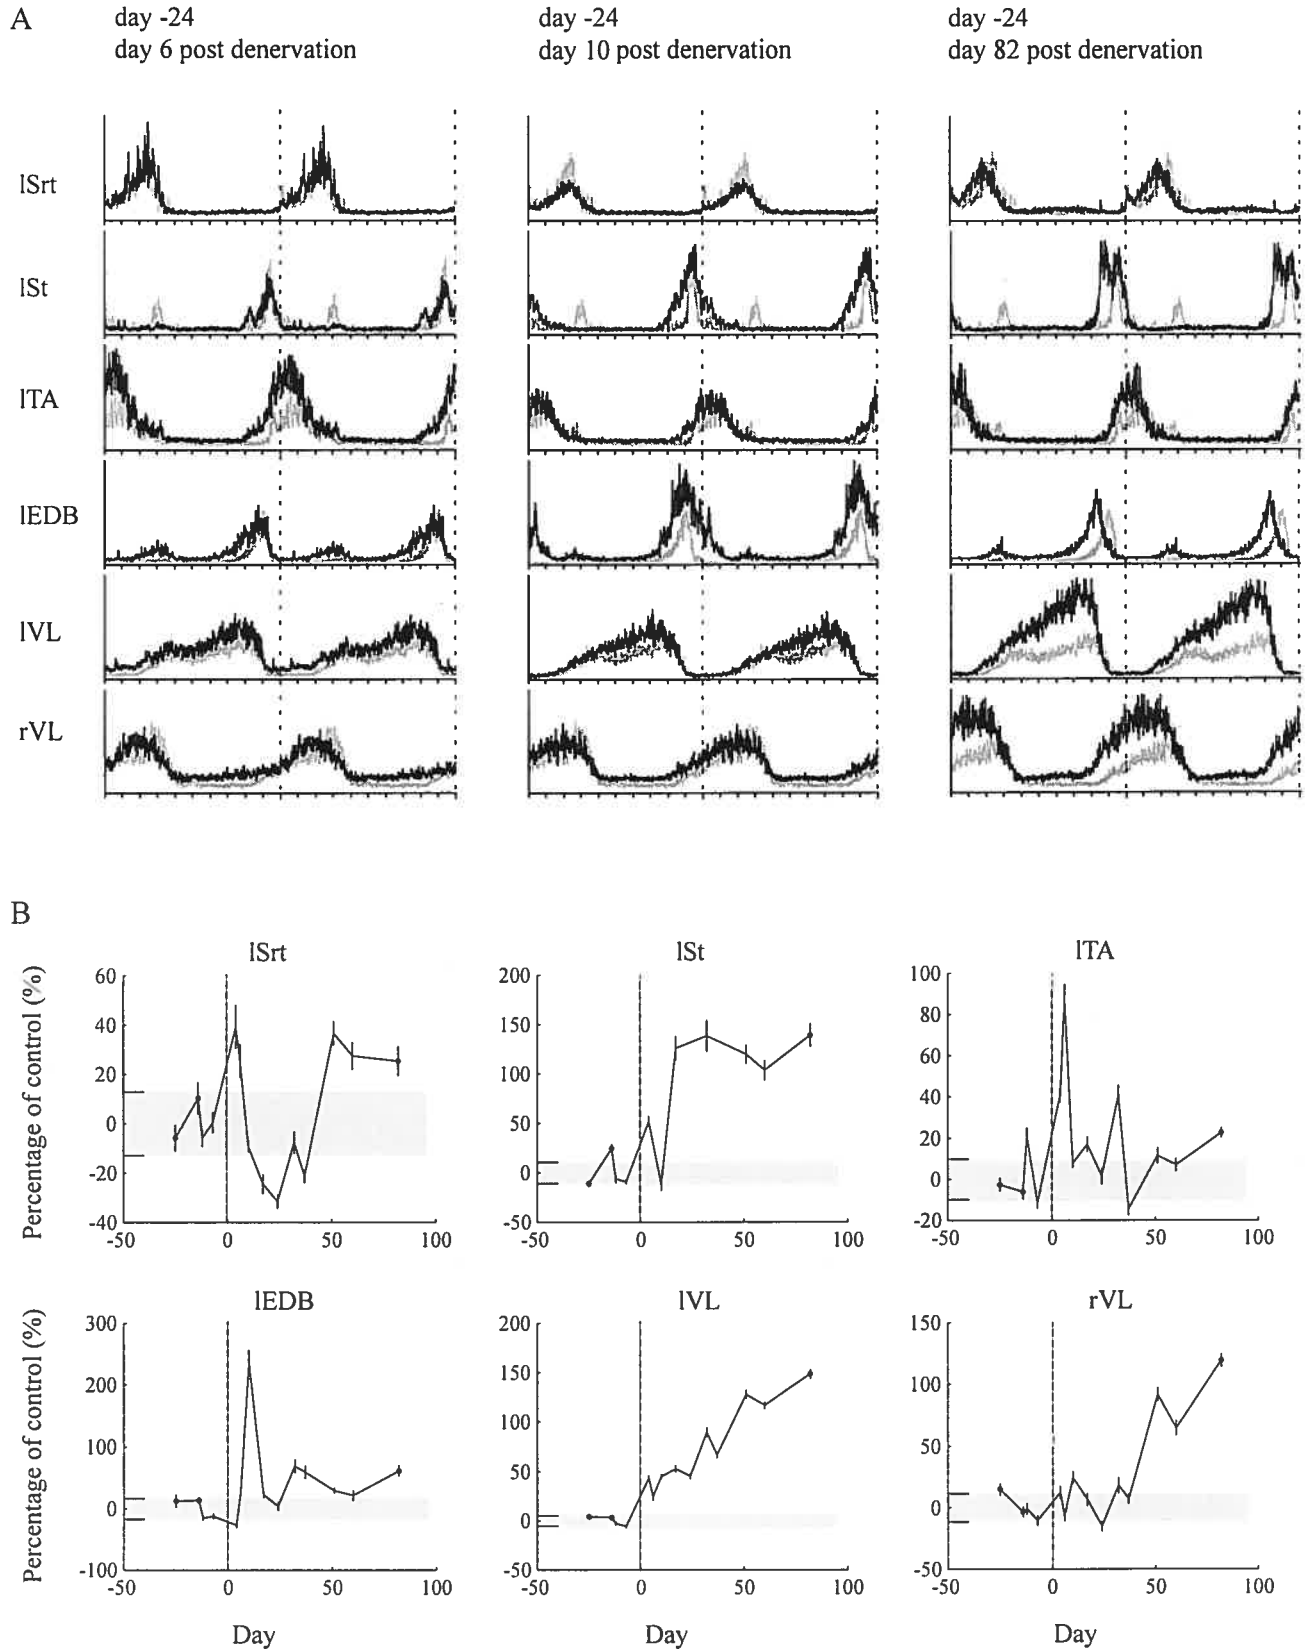 A
day -24
day 6 post denervation
day -24
day 10 post denervation
day -24
day 82 post denervation
lSrt
lSt
lTA
lEDB
lVL
rVL
B
lSrt
Percentage of control (%)
60
40
20
0
-20
-40
-50
0
50
100
lSt
200
150
100
50
0
-50
-50
0
50
100
lTA
100
80
60
40
20
0
-20
-50
0
50
100
lEDB
Percentage of control (%)
300
200
100
0
-100
-50
0
50
100
Day
lVL
200
150
100
50
0
-50
-50
0
50
100
Day
rVL
150
100
50
0
-50
-50
0
50
100
Day